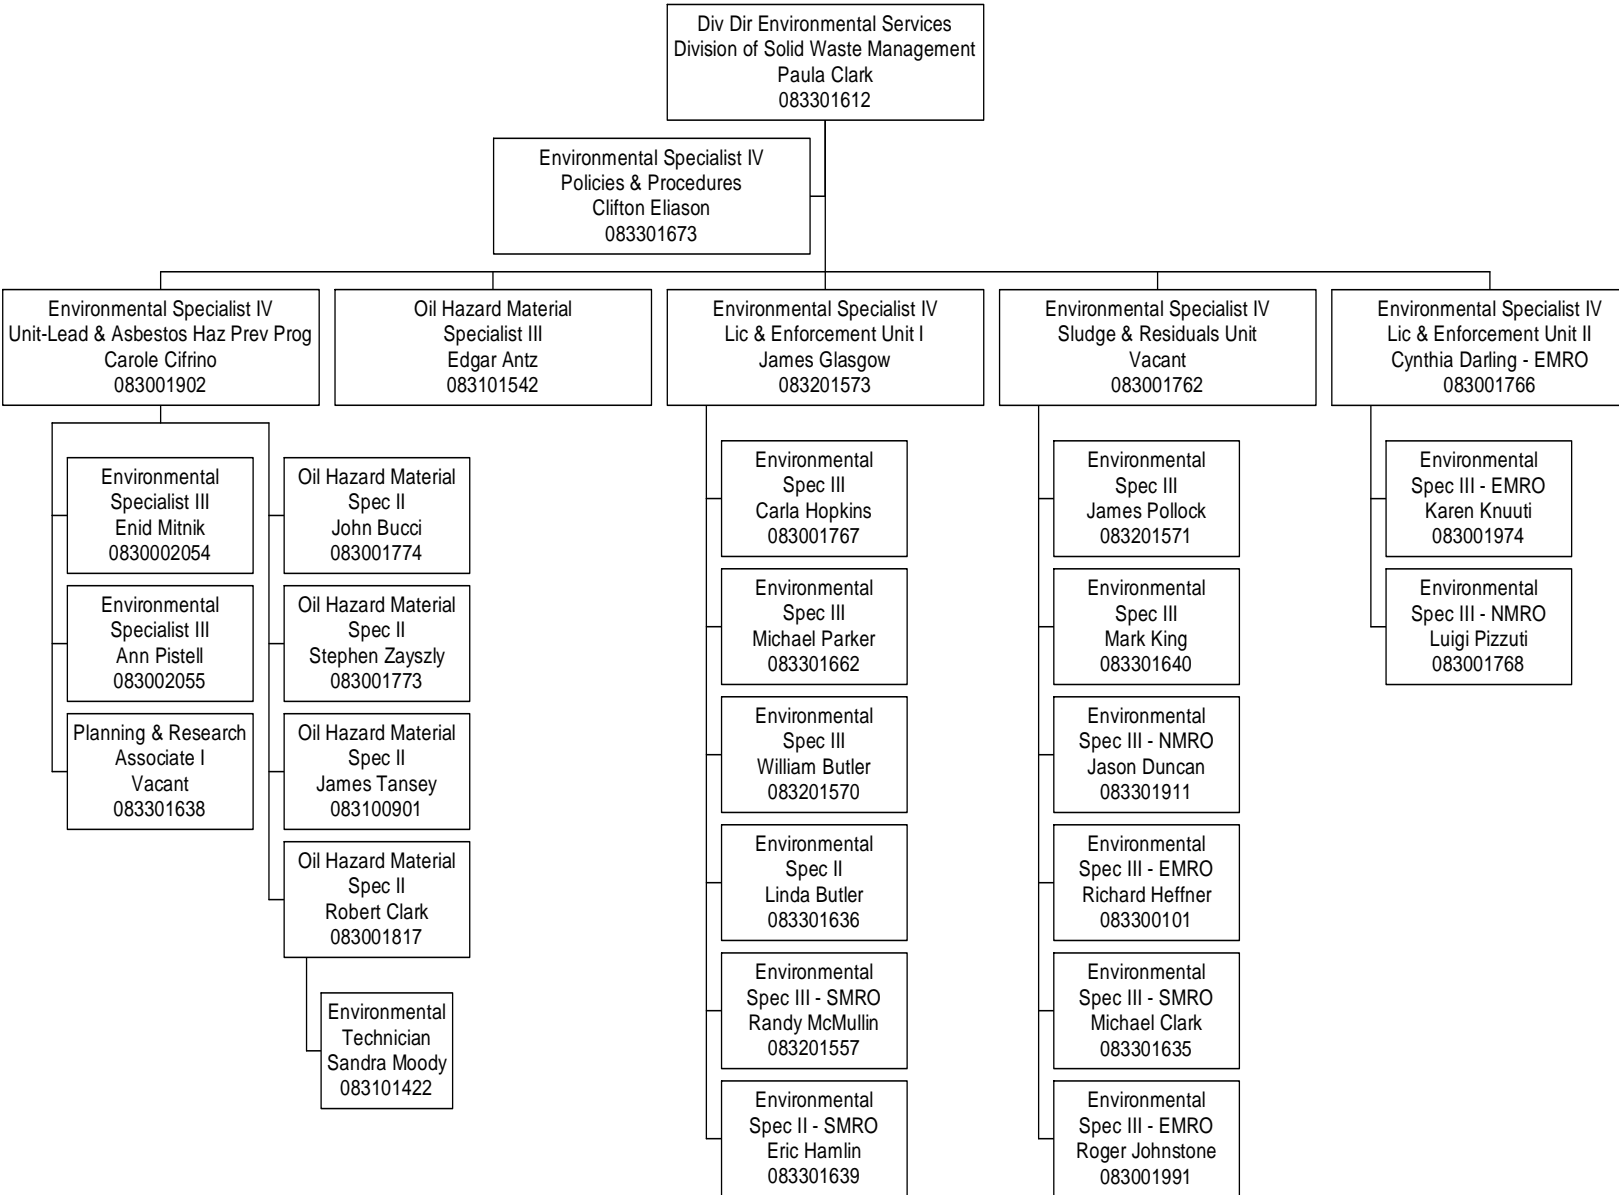 Div Dir Environmental Services
Division of Solid Waste Management
Paula Clark
083301612
Environmental Specialist IV
Policies & Procedures
Clifton Eliason
083301673
Environmental Specialist IV
Unit-Lead & Asbestos Haz Prev Prog
Carole Cifrino
083001902
Oil Hazard Material
Specialist III
Edgar Antz
083101542
Environmental Specialist IV
Lic & Enforcement Unit I
James Glasgow
083201573
Environmental Specialist IV
Sludge & Residuals Unit
Vacant
083001762
Environmental Specialist IV
Lic & Enforcement Unit II
Cynthia Darling - EMRO
083001766
Environmental
Specialist III
Enid Mitnik
0830002054
Environmental
Specialist III
Ann Pistell
083002055
Planning & Research
Associate I
Vacant
083301638
Oil Hazard Material
Spec II
John Bucci
083001774
Oil Hazard Material
Spec II
Stephen Zayszly
083001773
Oil Hazard Material
Spec II
James Tansey
083100901
Oil Hazard Material
Spec II
Robert Clark
083001817
Environmental
Technician
Sandra Moody
083101422
Environmental
Spec III
Carla Hopkins
083001767
Environmental
Spec III
Michael Parker
083301662
Environmental
Spec III
William Butler
083201570
Environmental
Spec II
Linda Butler
083301636
Environmental
Spec III - SMRO
Randy McMullin
083201557
Environmental
Spec II - SMRO
Eric Hamlin
083301639
Environmental
Spec III
James Pollock
083201571
Environmental
Spec III
Mark King
083301640
Environmental
Spec III - NMRO
Jason Duncan
083301911
Environmental
Spec III - EMRO
Richard Heffner
083300101
Environmental
Spec III - SMRO
Michael Clark
083301635
Environmental
Spec III - EMRO
Roger Johnstone
083001991
Environmental
Spec III - EMRO
Karen Knuuti
083001974
Environmental
Spec III - NMRO
Luigi Pizzuti
083001768